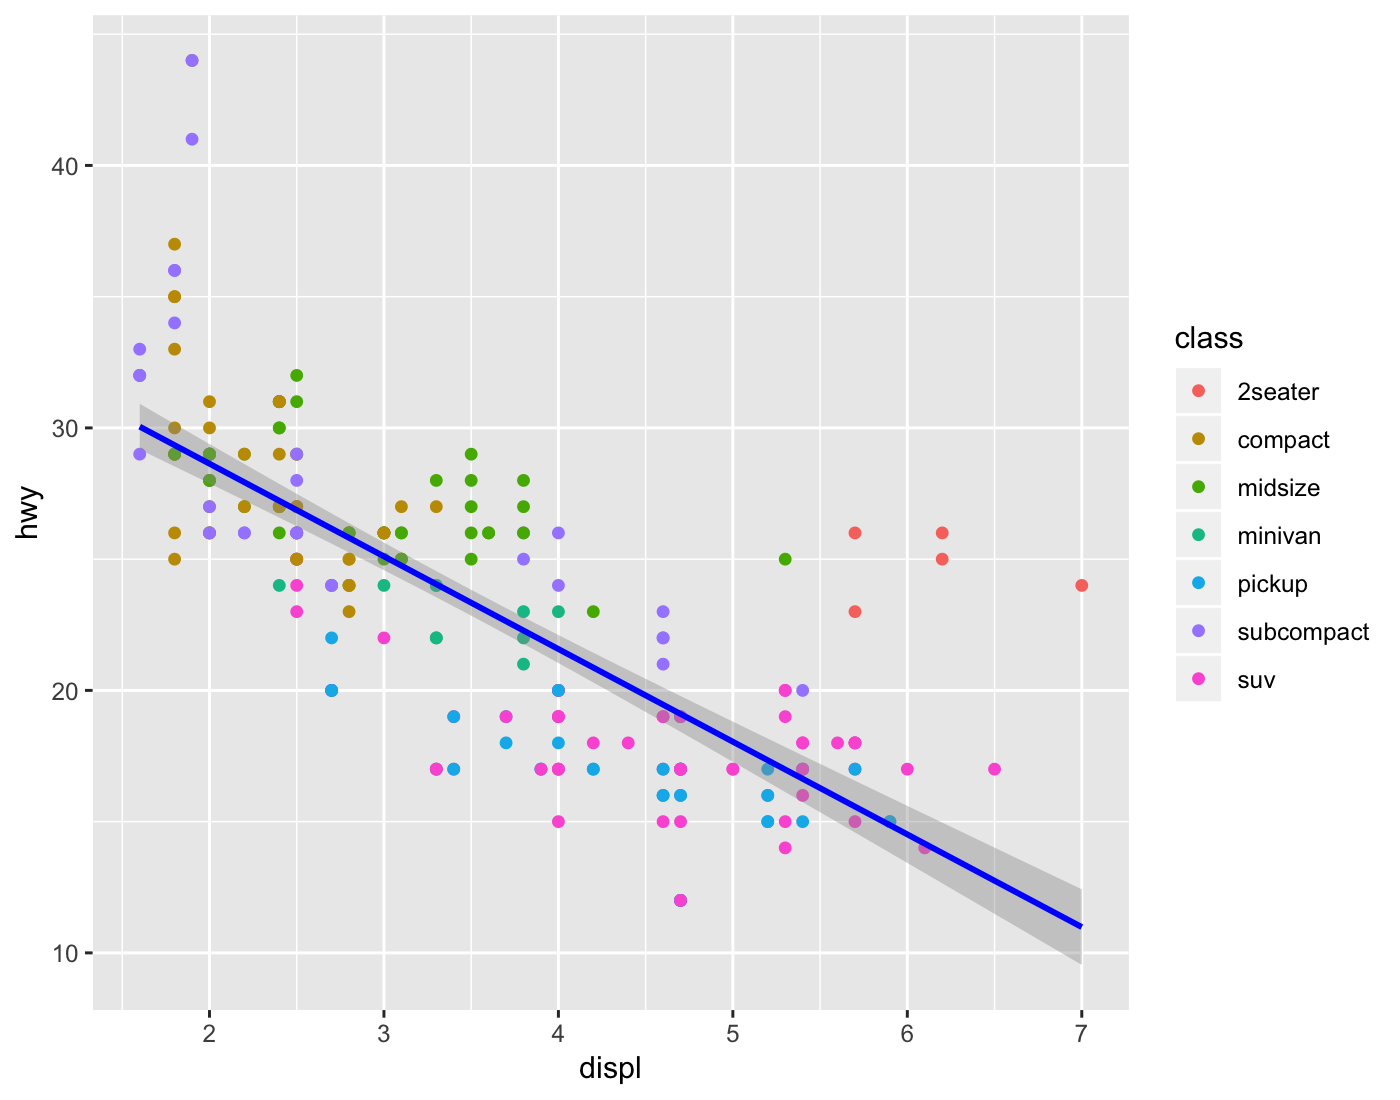 40
30
20
10
hwy
2 3 4 5 6 7
displ
class
2seater
compact
midsize
minivan
pickup
subcompact
suv